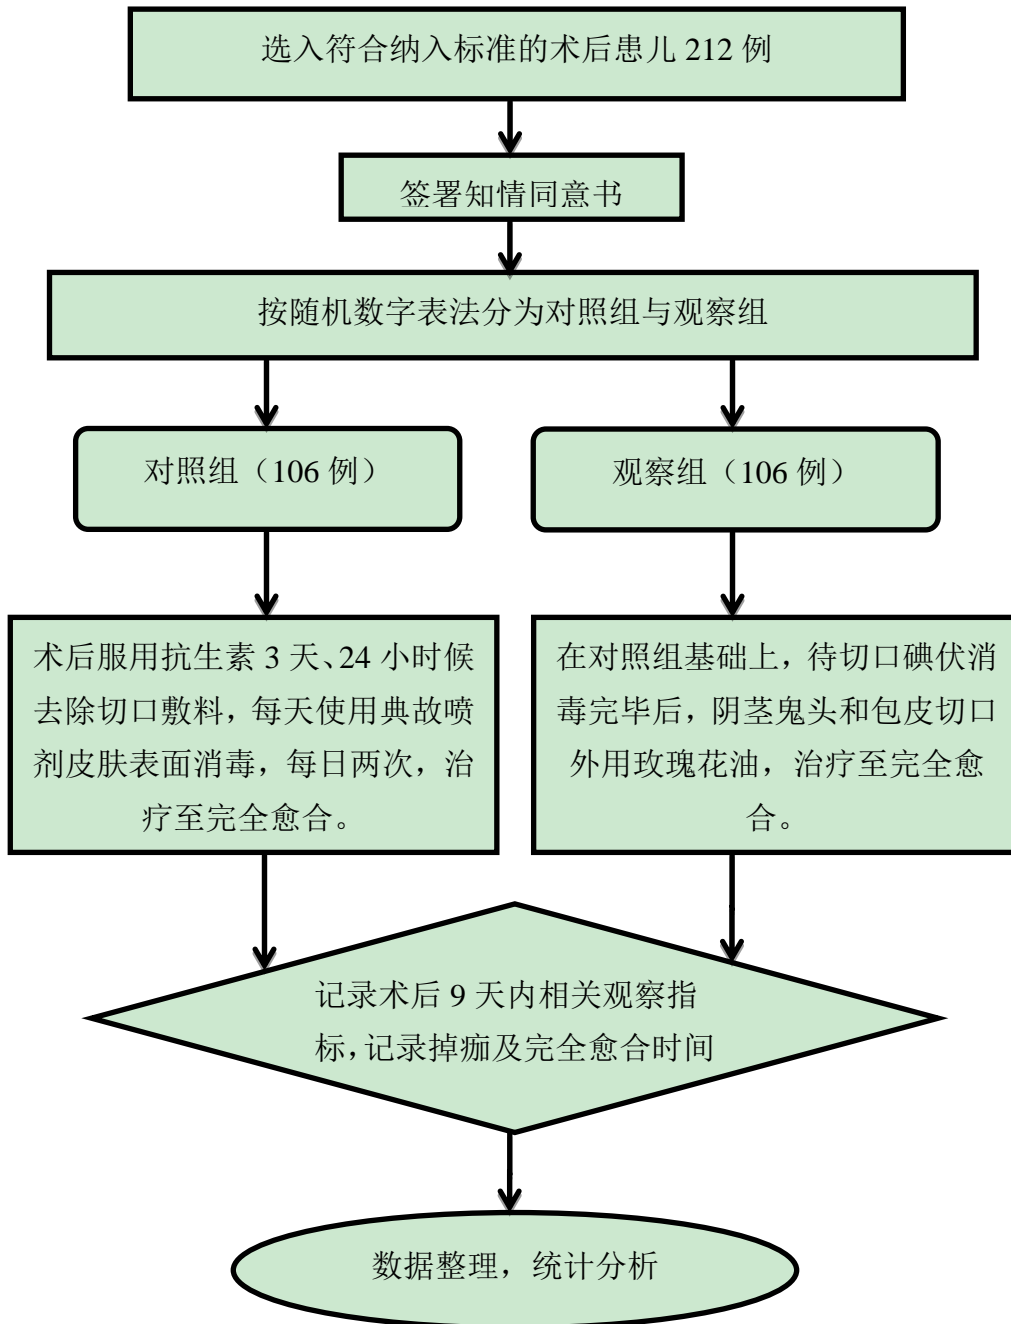 选入符合纳入标准的术后患儿 212 例
签署知情同意书
按随机数字表法分为对照组与观察组
对照组（106 例）
观察组（106 例）
术后服用抗生素 3 天、24 小时候
去除切口敷料，每天使用典故喷
剂皮肤表面消毒，每日两次，治
疗至完全愈合。
在对照组基础上，待切口碘伏消
毒完毕后，阴茎鬼头和包皮切口
外用玫瑰花油，治疗至完全愈
合。
记录术后 9 天内相关观察指
标，记录掉痂及完全愈合时间
数据整理，统计分析